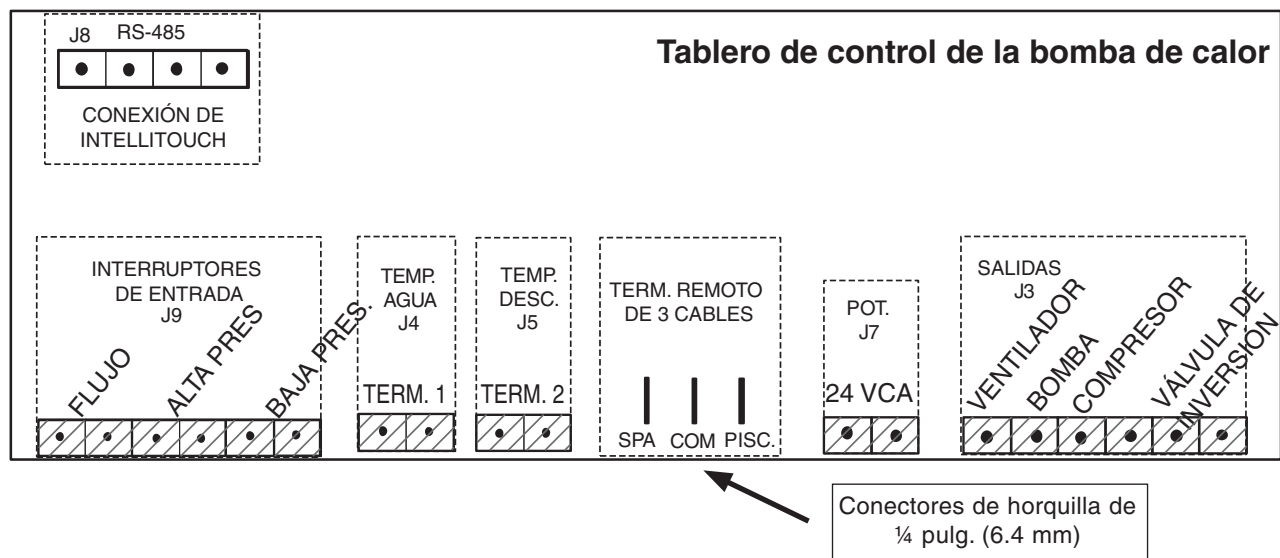 J8 RS-485
CONEXIÓN DE
INTELLITOUCH
Tablero de control de la bomba de calor
INTERRUPTORES
DE ENTRADA
J9
FLUJO
ALTA PRES
BAJA PRES.
TEMP.
AGUA
J4
TERM. 1
TEMP.
DESC.
J5
TERM. 2
TERM. REMOTO
DE 3 CABLES
SPA COM PISC.
POT.
J7
24 VCA
SALIDAS
J3
VENTILADOR
BOMBA
COMPRESOR
VÁLVULA DE
INVERSIÓN
Conectores de horquilla de
¼ pulg. (6.4 mm)